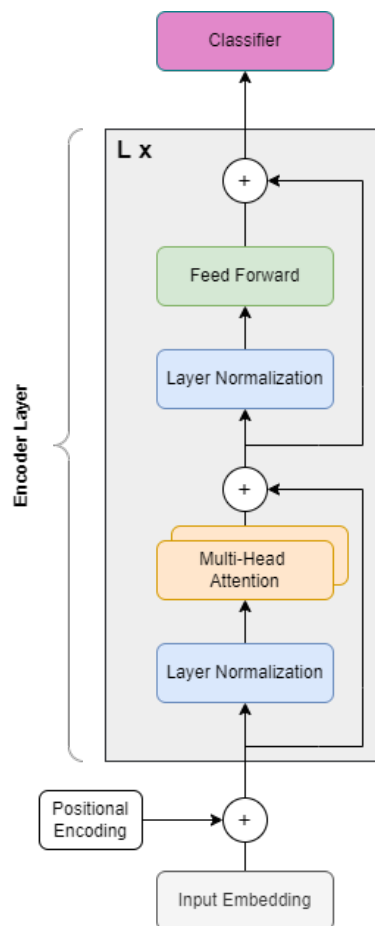 Classifier
L x
Feed Forward
Layer Normalization
Encoder Layer
Multi-Head
Attention
Layer Normalization
Positional
Encoding
Input Embedding
+
+
+